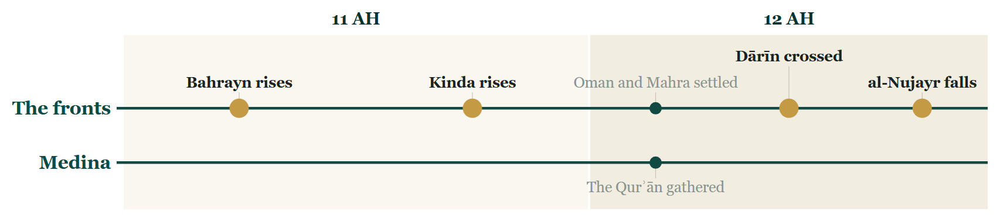 11 AH
12 AH
Dārīn crossed
Bahrayn rises
Kinda rises
Oman and Mahra settled
al-Nujayr falls
The fronts
Medina
The Qurʾān gathered